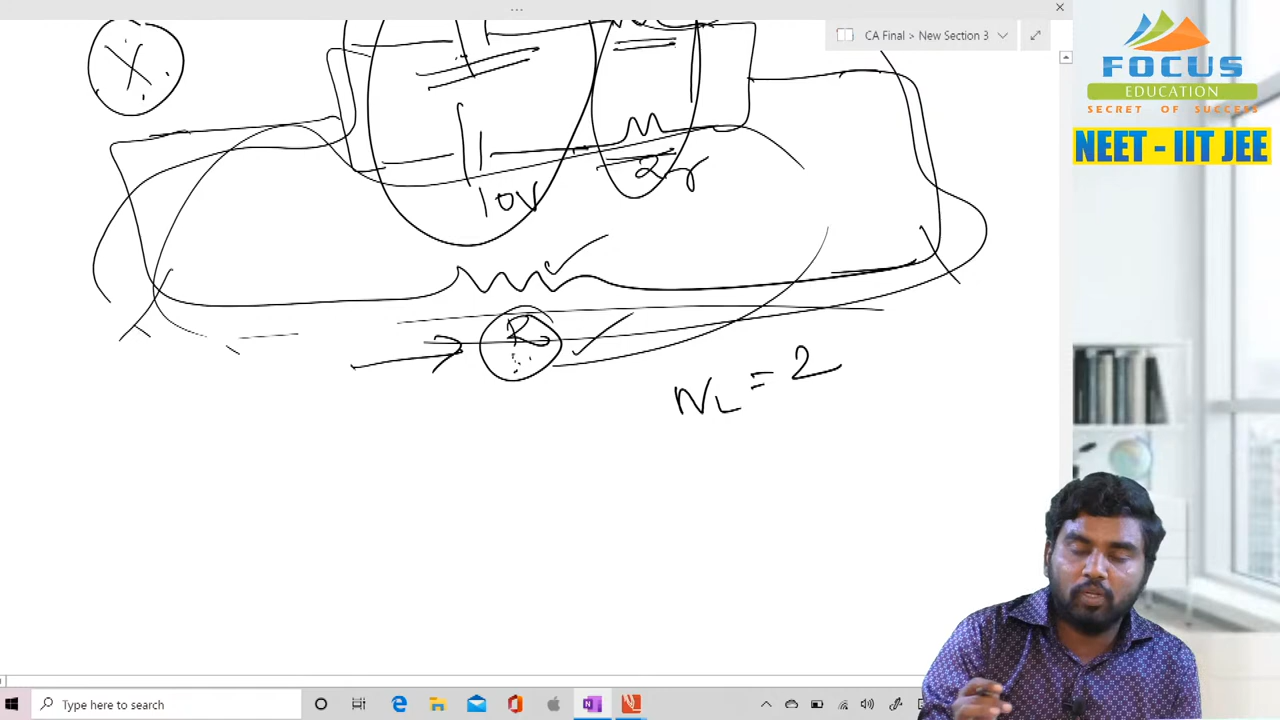 CA Final > New Section 3
X
10V
2r
R
N_L = 2
FOCUS
EDUCATION
SECRET OF SUCCESS
NEET - IIT JEE
Type here to search